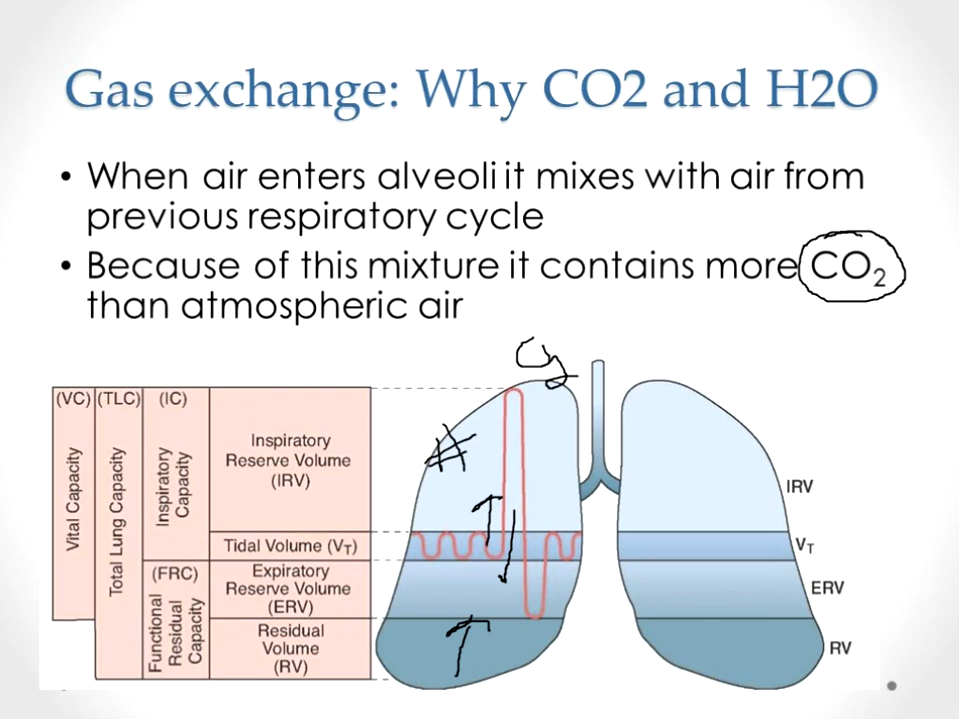 Gas exchange: Why CO2 and H2O
• When air enters alveoli it mixes with air from
previous respiratory cycle
• Because of this mixture it contains more CO₂
than atmospheric air
(VC) (TLC) (IC)
Vital Capacity
Total Lung Capacity
Inspiratory
Capacity
Inspiratory
Reserve Volume
(IRV)
Tidal Volume (VT)
(FRC)
Functional
Residual
Capacity
Expiratory
Reserve Volume
(ERV)
Residual
Volume
(RV)
IRV
VT
ERV
RV